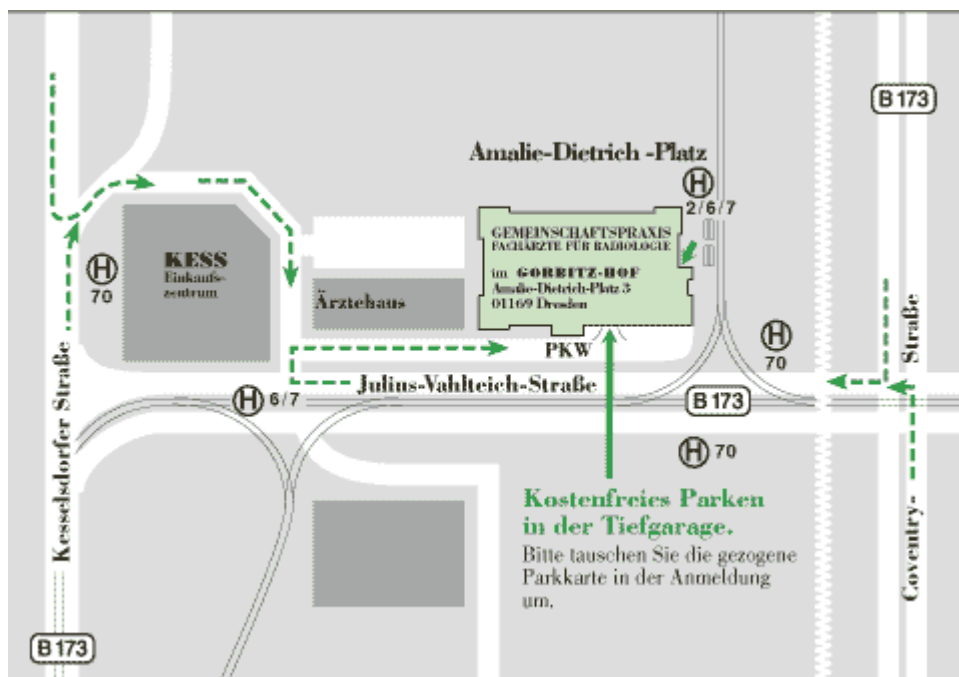 B 173
Amalie-Dietrich -Platz
H
2/6/7
GEMEINSCHAFTSPRAXIS
FACHÄRZTE FÜR RADIOLOGIE
im GORBITZ-HOF
Amalie-Dietrich-Platz 3
01169 Dresden
KESS
Einkaufs-
zentrum
H
70
Ärztehaus
PKW
H
70
Straße
Julius-Vahlteich-Straße
H 6/7
B 173
H 70
Kesselsdorfer Straße
Kostenfreies Parken
in der Tiefgarage.
Bitte tauschen Sie die gezogene
Parkkarte in der Anmeldung
um.
Coventry-
B 173